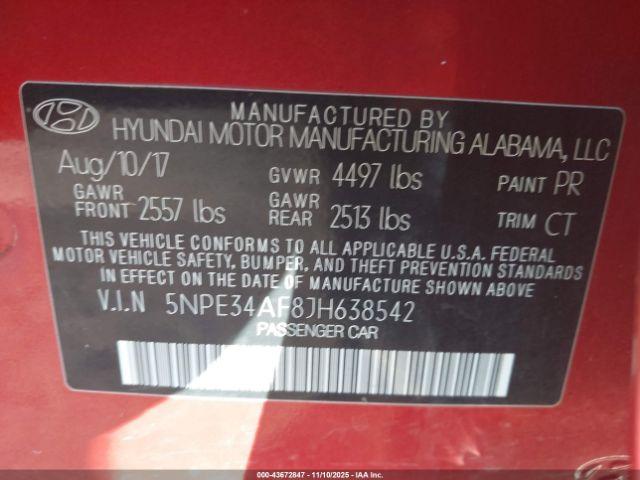 MANUFACTURED BY
HYUNDAI MOTOR MANUFACTURING ALABAMA, LLC
Aug/10/17 GVWR 4497 lbs PAINT PR
GAWR FRONT 2557 lbs GAWR REAR 2513 lbs TRIM CT
THIS VEHICLE CONFORMS TO ALL APPLICABLE U.S.A. FEDERAL
MOTOR VEHICLE SAFETY, BUMPER, AND THEFT PREVENTION STANDARDS
IN EFFECT ON THE DATE OF MANUFACTURE SHOWN ABOVE.
V.I.N 5NPE34AF8JH638542
PASSENGER CAR
000-43672847 - 11/10/2025 - IAA Inc.